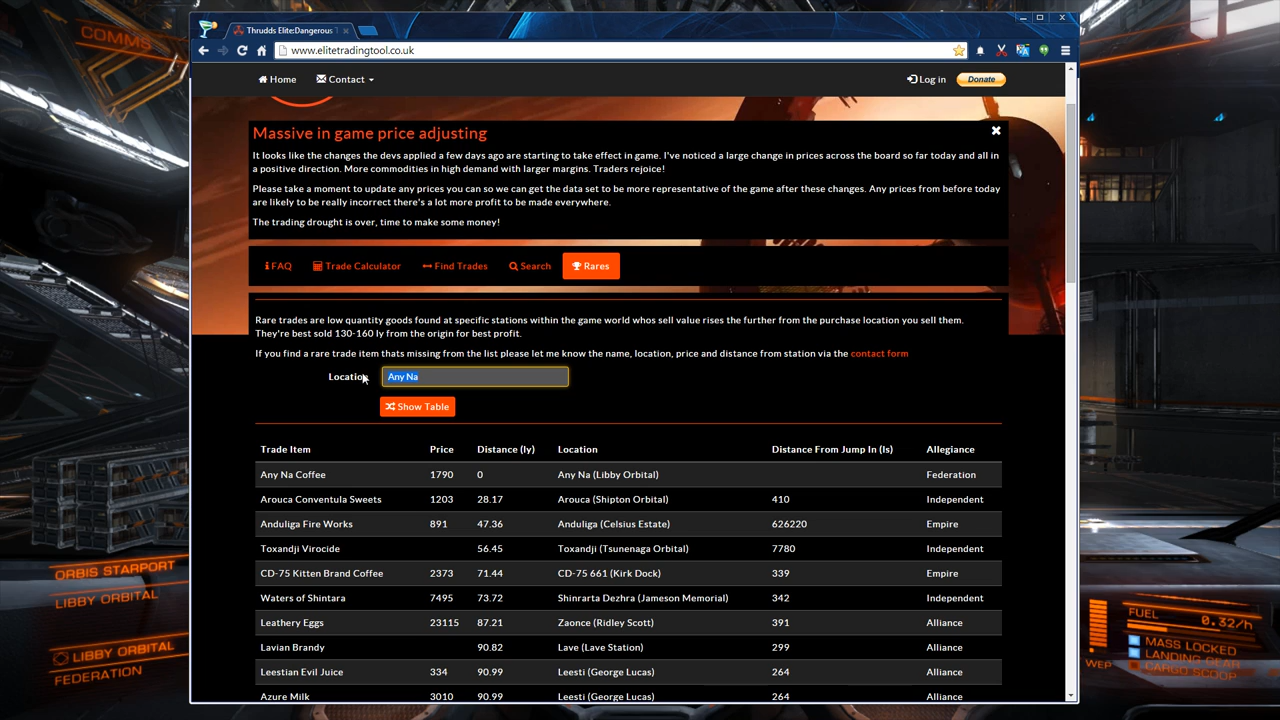 COMMS
Thrudds Elite:Dangerous T
www.elitetradingtool.co.uk
Home Contact Log in Donate
Massive in game price adjusting
It looks like the changes the devs applied a few days ago are starting to take effect in game. I've noticed a large change in prices across the board so far today and all in
a positive direction. More commodities in high demand with larger margins. Traders rejoice!
Please take a moment to update any prices you can so we can get the data set to be more representative of the game after these changes. Any prices from before today
are likely to be really incorrect there's a lot more profit to be made everywhere.
The trading drought is over, time to make some money!
FAQ Trade Calculator Find Trades Search Rares
Rare trades are low quantity goods found at specific stations within the game world whos sell value rises the further from the purchase location you sell them.
They're best sold 130-160 ly from the origin for best profit.
If you find a rare trade item thats missing from the list please let me know the name, location, price and distance from station via the contact form
Location Any Na
Show Table
Trade Item Price Distance (ly) Location Distance From Jump In (ls) Allegiance
Any Na Coffee 1790 0 Any Na (Libby Orbital) Federation
Arouca Conventula Sweets 1203 28.17 Arouca (Shipton Orbital) 410 Independent
Anduliga Fire Works 891 47.36 Anduliga (Celsius Estate) 626220 Empire
Toxandji Virocide 56.45 Toxandji (Tsunenaga Orbital) 7780 Independent
CD-75 Kitten Brand Coffee 2373 71.44 CD-75 661 (Kirk Dock) 339 Empire
Waters of Shintara 7495 73.72 Shinrarta Dezhra (Jameson Memorial) 342 Independent
Leathery Eggs 23115 87.21 Zaonce (Ridley Scott) 391 Alliance
Lavian Brandy 90.82 Lave (Lave Station) 299 Alliance
Leestian Evil Juice 334 90.99 Leesti (George Lucas) 264 Alliance
Azure Milk 3010 90.99 Leesti (George Lucas) 264 Alliance
ORBIS STARPORT
LIBBY ORBITAL
LIBBY ORBITAL
FEDERATION
FUEL 0.32/h
MASS LOCKED
LANDING GEAR
CARGO SCOOP
WEP